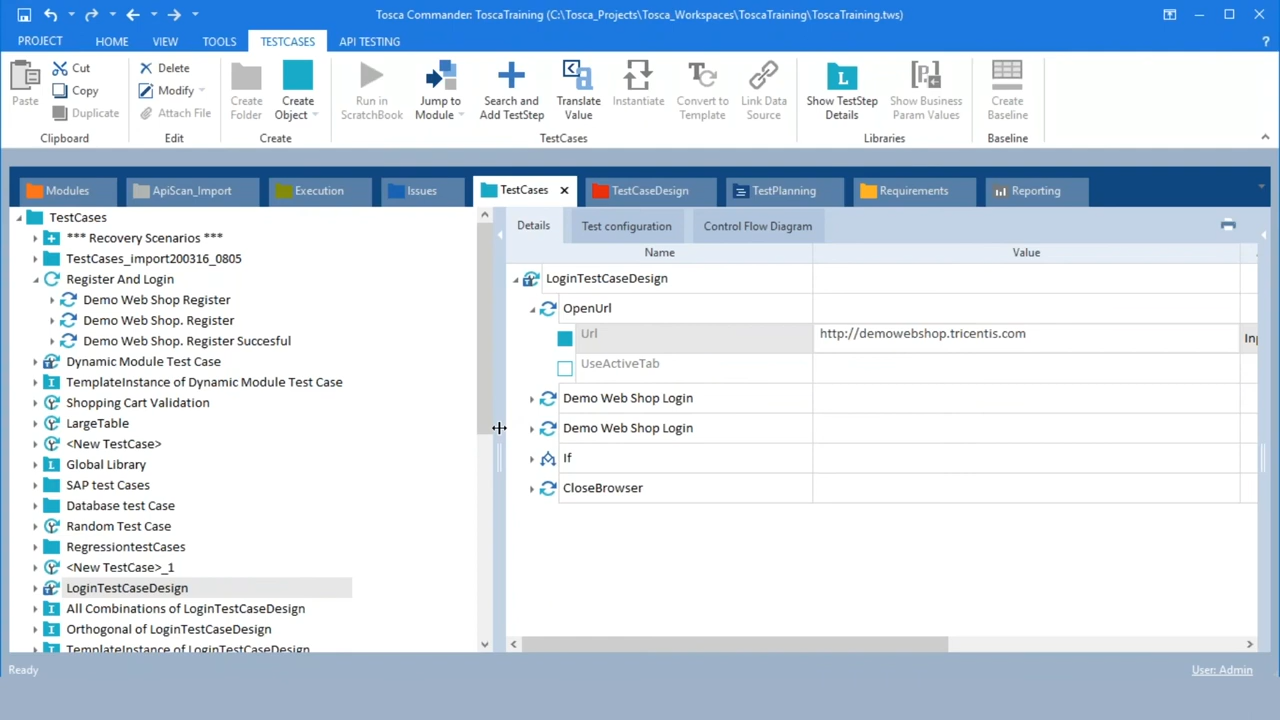 Tosca Commander: ToscaTraining (C:\Tosca_Projects\Tosca_Workspaces\ToscaTraining\ToscaTraining.tws)
PROJECT HOME VIEW TOOLS TESTCASES API TESTING ?
Paste
Cut
Copy
Duplicate
Clipboard
Delete
Modify
Attach File
Edit
Create Folder
Create Object
Create
Run in ScratchBook
Jump to Module
Search and Add TestStep
Translate Value
Instantiate
Convert to Template
Link Data Source
TestCases
Show TestStep Details
Show Business Param Values
Libraries
Create Baseline
Baseline
Modules ApiScan_Import Execution Issues TestCases TestCaseDesign TestPlanning Requirements Reporting
TestCases
*** Recovery Scenarios ***
TestCases_import200316_0805
Register And Login
Demo Web Shop Register
Demo Web Shop. Register
Demo Web Shop. Register Succesful
Dynamic Module Test Case
TemplateInstance of Dynamic Module Test Case
Shopping Cart Validation
LargeTable
<New TestCase>
Global Library
SAP test Cases
Database test Case
Random Test Case
RegressiontestCases
<New TestCase>_1
LoginTestCaseDesign
All Combinations of LoginTestCaseDesign
Orthogonal of LoginTestCaseDesign
TemplateInstance of LoginTestCaseDesign
Details Test configuration Control Flow Diagram
Name Value
LoginTestCaseDesign
OpenUrl
Url http://demowebshop.tricentis.com Inp
UseActiveTab
Demo Web Shop Login
Demo Web Shop Login
If
CloseBrowser
Ready User: Admin